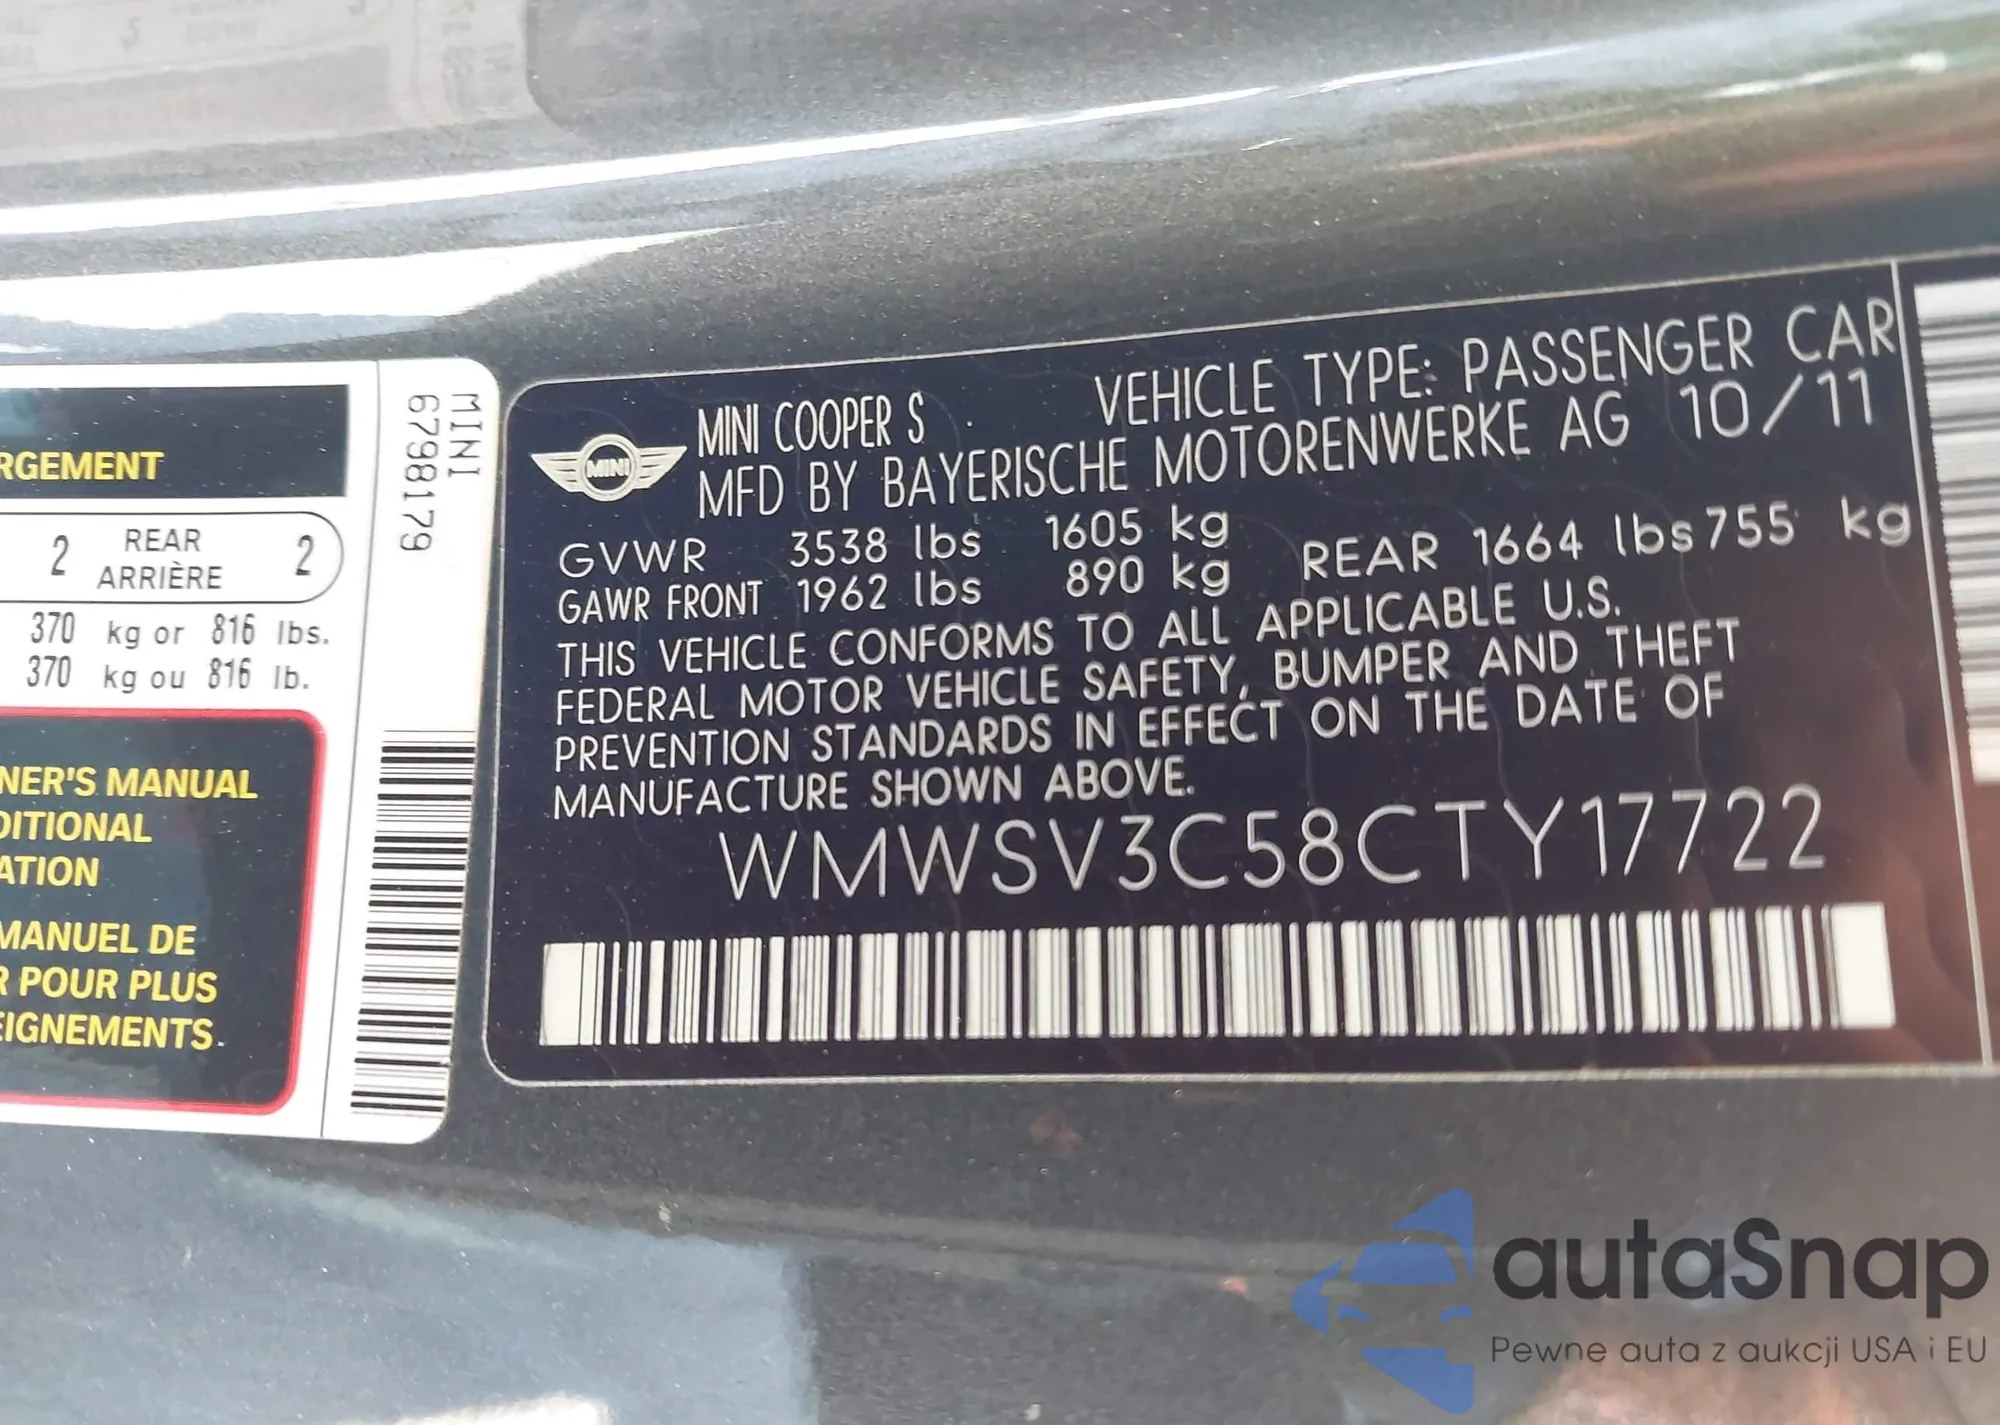 RGEMENT
2 REAR 2
ARRIÈRE
370 kg or 816 lbs.
370 kg ou 816 lb.
NER'S MANUAL
DITIONAL
ATION
MANUEL DE
R POUR PLUS
EIGNEMENTS.
MINI
6798179
MINI
MINI COOPER S VEHICLE TYPE: PASSENGER CAR
MFD BY BAYERISCHE MOTORENWERKE AG 10/11
GVWR 3538 lbs 1605 kg
GAWR FRONT 1962 lbs 890 kg REAR 1664 lbs 755 kg
THIS VEHICLE CONFORMS TO ALL APPLICABLE U.S.
FEDERAL MOTOR VEHICLE SAFETY, BUMPER AND THEFT
PREVENTION STANDARDS IN EFFECT ON THE DATE OF
MANUFACTURE SHOWN ABOVE.
WMWSV3C58CTY17722
autaSnap
Pewne auta z aukcji USA i EU